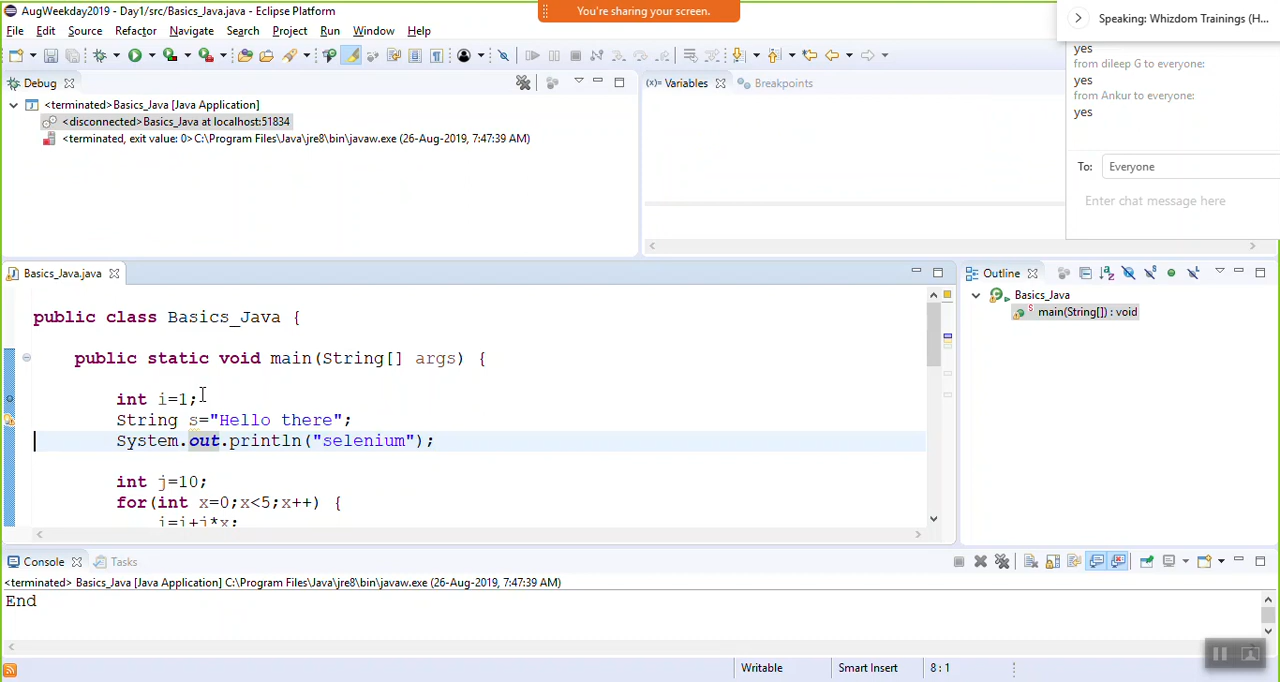 AugWeekday2019 - Day1/src/Basics_Java.java - Eclipse Platform
You're sharing your screen.
Speaking: Whizdom Trainings (H...
File Edit Source Refactor Navigate Search Project Run Window Help
yes
from dileep G to everyone:
yes
from Ankur to everyone:
yes
To: Everyone
Enter chat message here
Debug
<terminated>Basics_Java [Java Application]
<disconnected>Basics_Java at localhost:51834
<terminated, exit value: 0>C:\Program Files\Java\jre8\bin\javaw.exe (26-Aug-2019, 7:47:39 AM)
(x)= Variables Breakpoints
Basics_Java.java
public class Basics_Java {
public static void main(String[] args) {
int i=1;
String s="Hello there";
System.out.println("selenium");
int j=10;
for(int x=0;x<5;x++) {
Outline
Basics_Java
main(String[]) : void
Console Tasks
<terminated> Basics_Java [Java Application] C:\Program Files\Java\jre8\bin\javaw.exe (26-Aug-2019, 7:47:39 AM)
End
Writable Smart Insert 8 : 1